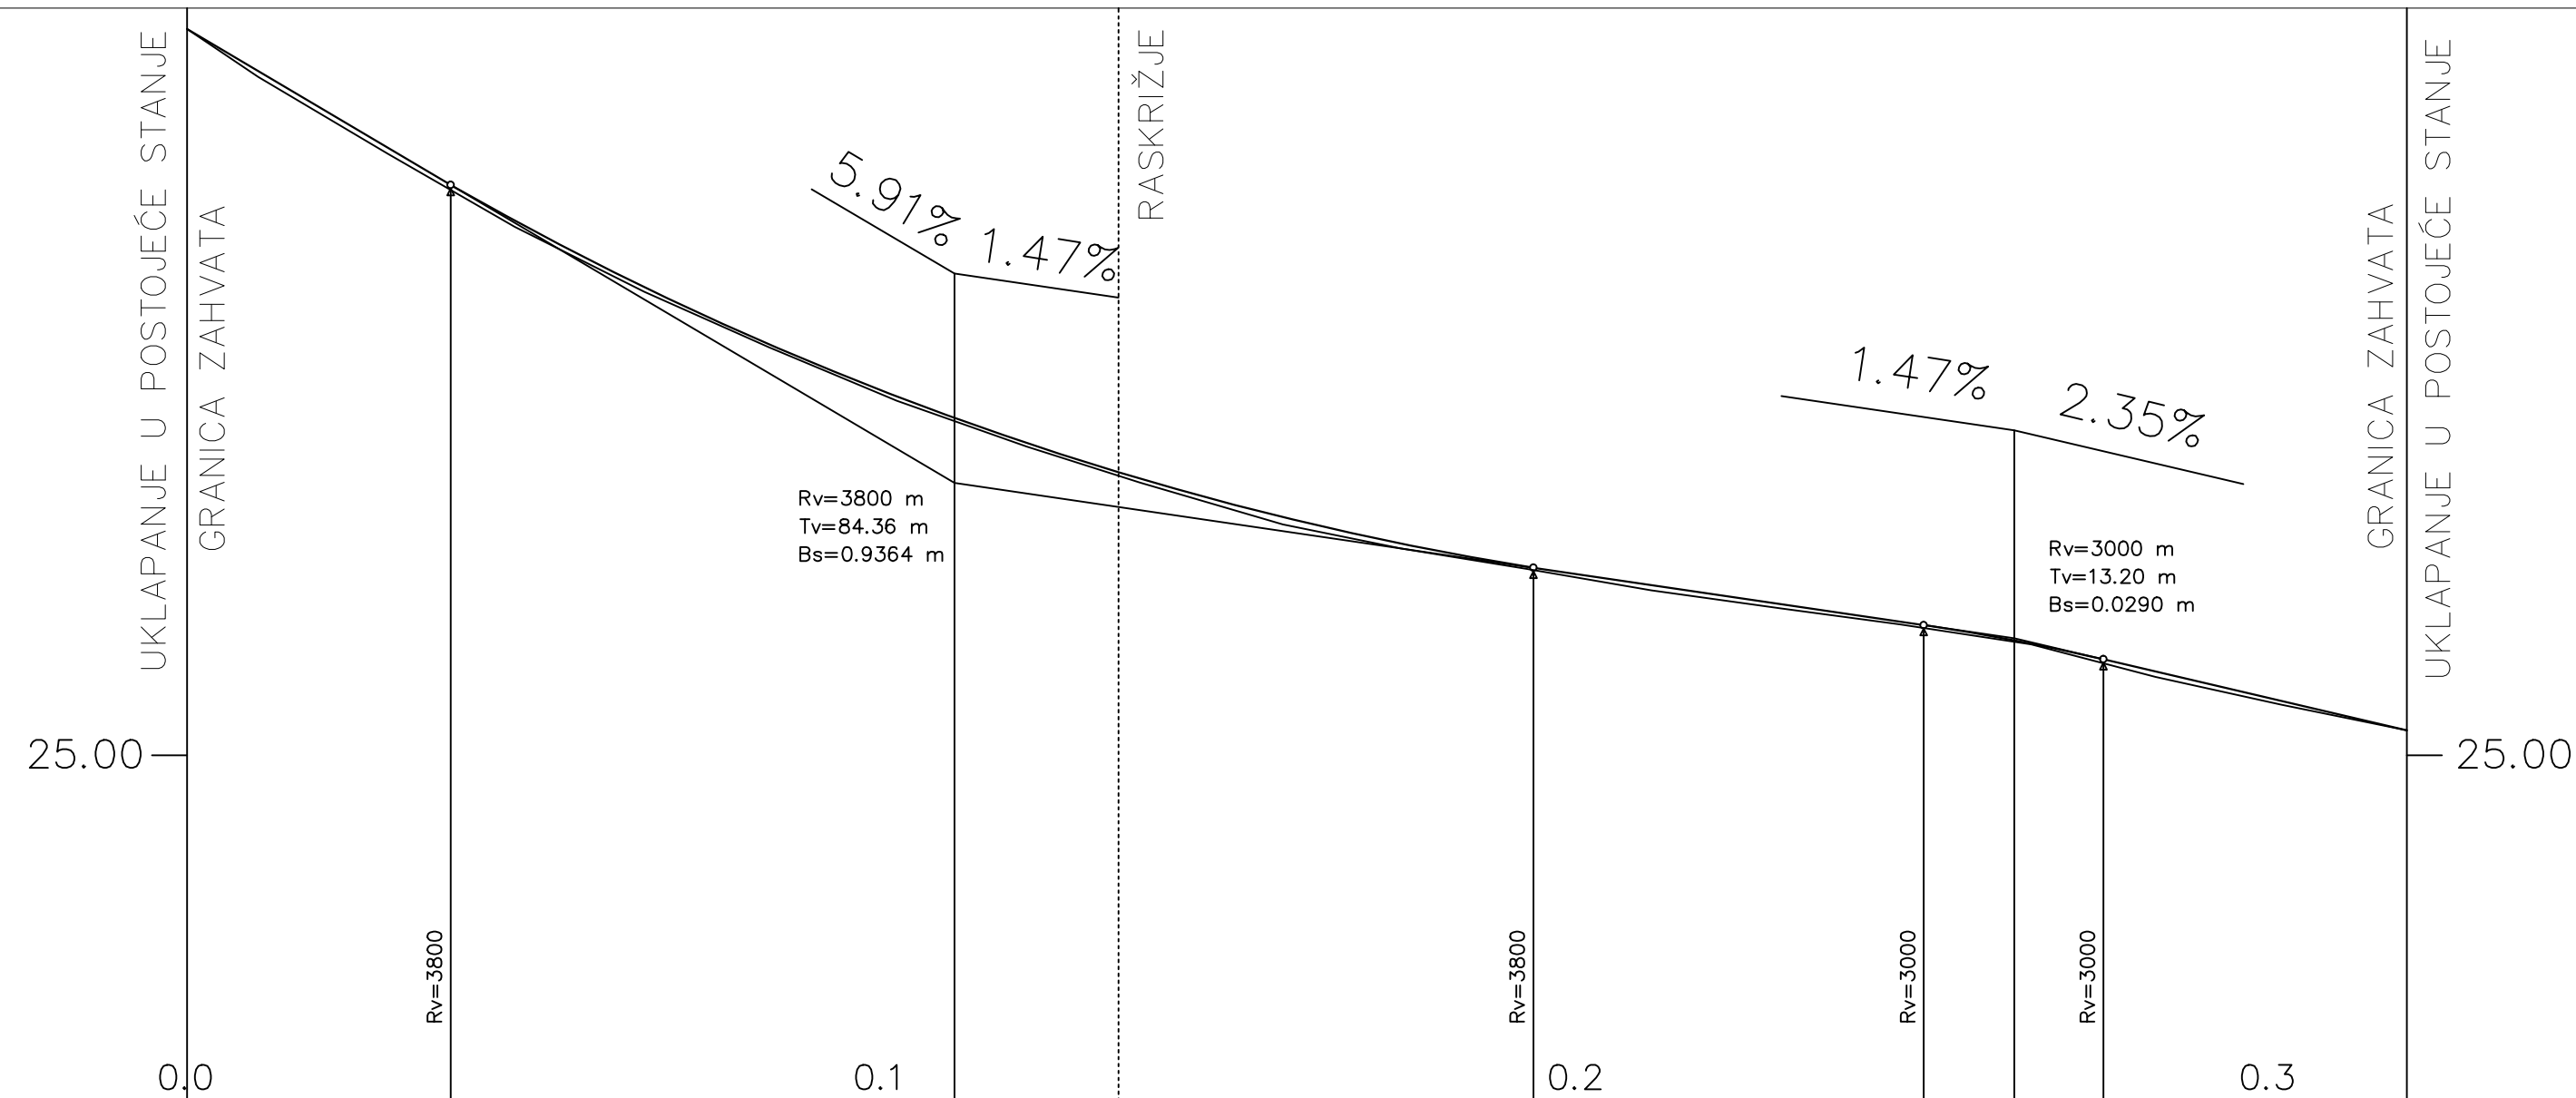 UKLAPANJE U POSTOJEĆE STANJE
GRANICA ZAHVATA
5.91%
1.47%
RASKRIŽJE
1.47%
2.35%
GRANICA ZAHVATA
UKLAPANJE U POSTOJEĆE STANJE
Rv=3800 m
Tv=84.36 m
Bs=0.9364 m
Rv=3000 m
Tv=13.20 m
Bs=0.0290 m
25.00
25.00
Rv=3800
Rv=3800
Rv=3000
Rv=3000
0.0
0.1
0.2
0.3